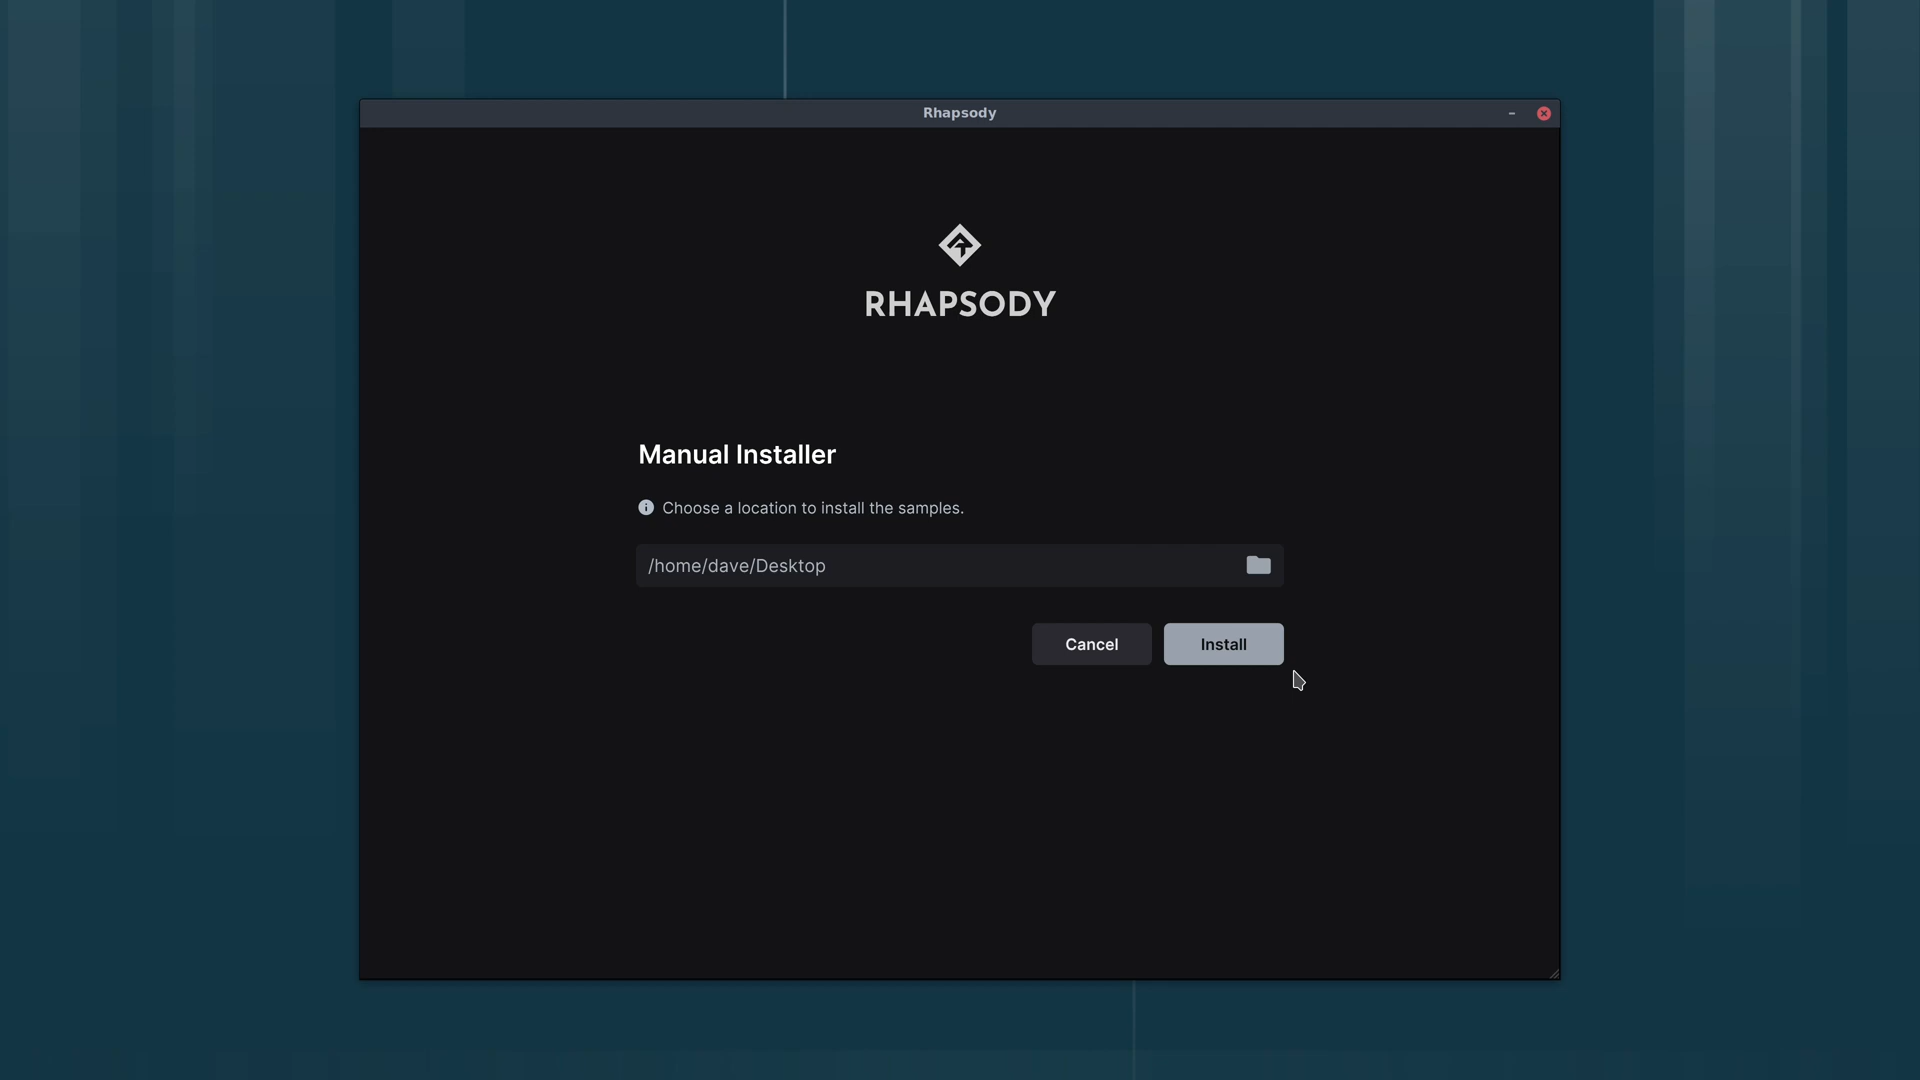 Rhapsody
RHAPSODY
Manual Installer
Choose a location to install the samples.
/home/dave/Desktop
Cancel
Install